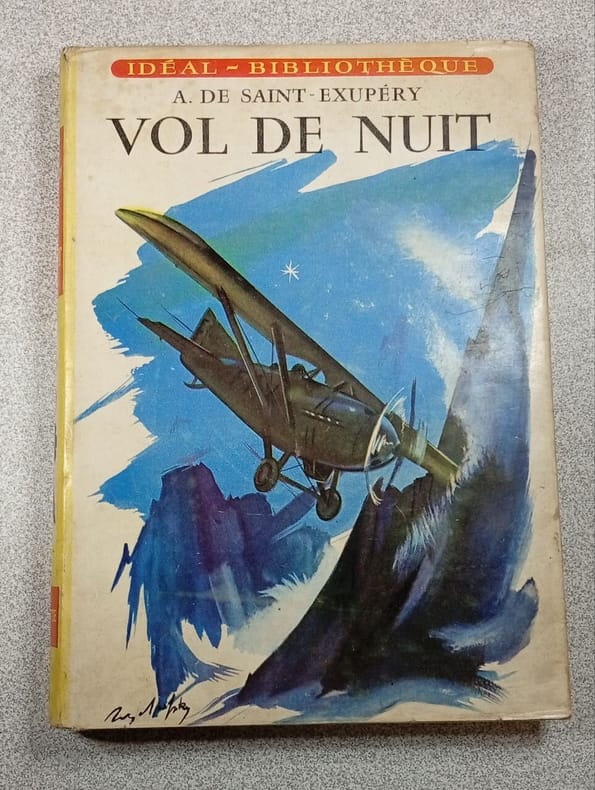 IDÉAL - BIBLIOTHÈQUE
A. DE SAINT-EXUPÉRY
VOL DE NUIT